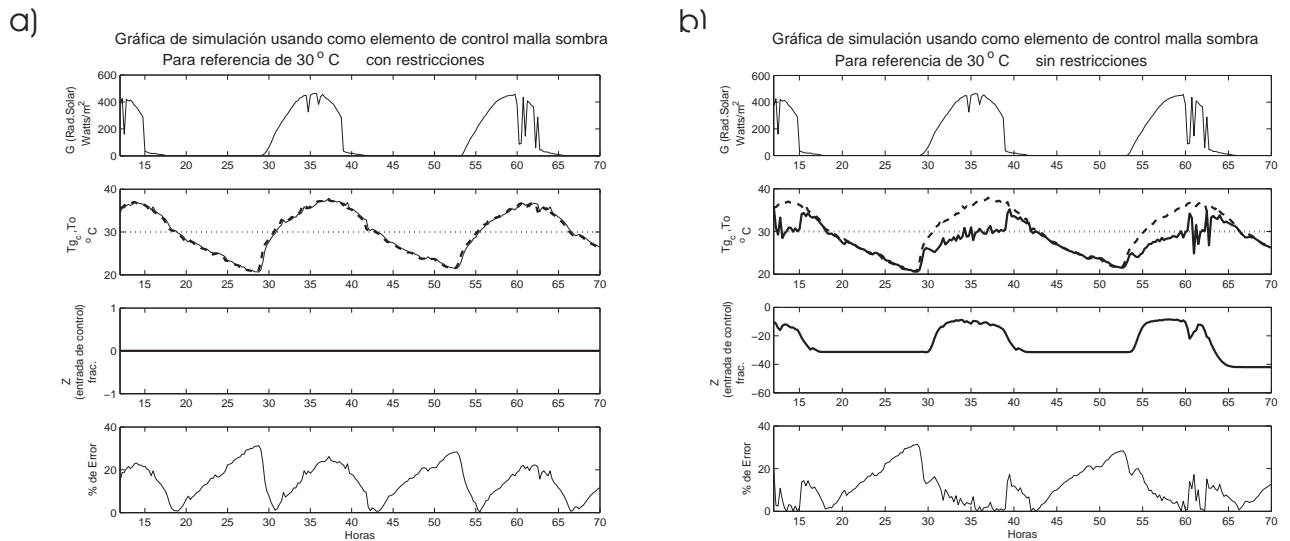 a)
Gráfica de simulación usando como elemento de control malla sombra
Para referencia de 30 o C con restricciones
G (Rad.Solar)
Watts/m2
600
400
200
0
15 20 25 30 35 40 45 50 55 60 65 70
Tgc,To
o C
40
30
20
15 20 25 30 35 40 45 50 55 60 65 70
Z
(entrada de control)
frac.
1
0
−1
15 20 25 30 35 40 45 50 55 60 65 70
% de Error
40
20
0
15 20 25 30 35 40 45 50 55 60 65 70
Horas
b)
Gráfica de simulación usando como elemento de control malla sombra
Para referencia de 30 o C sin restricciones
G (Rad.Solar)
Watts/m2
600
400
200
0
15 20 25 30 35 40 45 50 55 60 65 70
Tgc,To
o C
40
30
20
15 20 25 30 35 40 45 50 55 60 65 70
Z
(entrada de control)
frac.
0
−20
−40
−60
15 20 25 30 35 40 45 50 55 60 65 70
% de Error
40
20
0
15 20 25 30 35 40 45 50 55 60 65 70
Horas